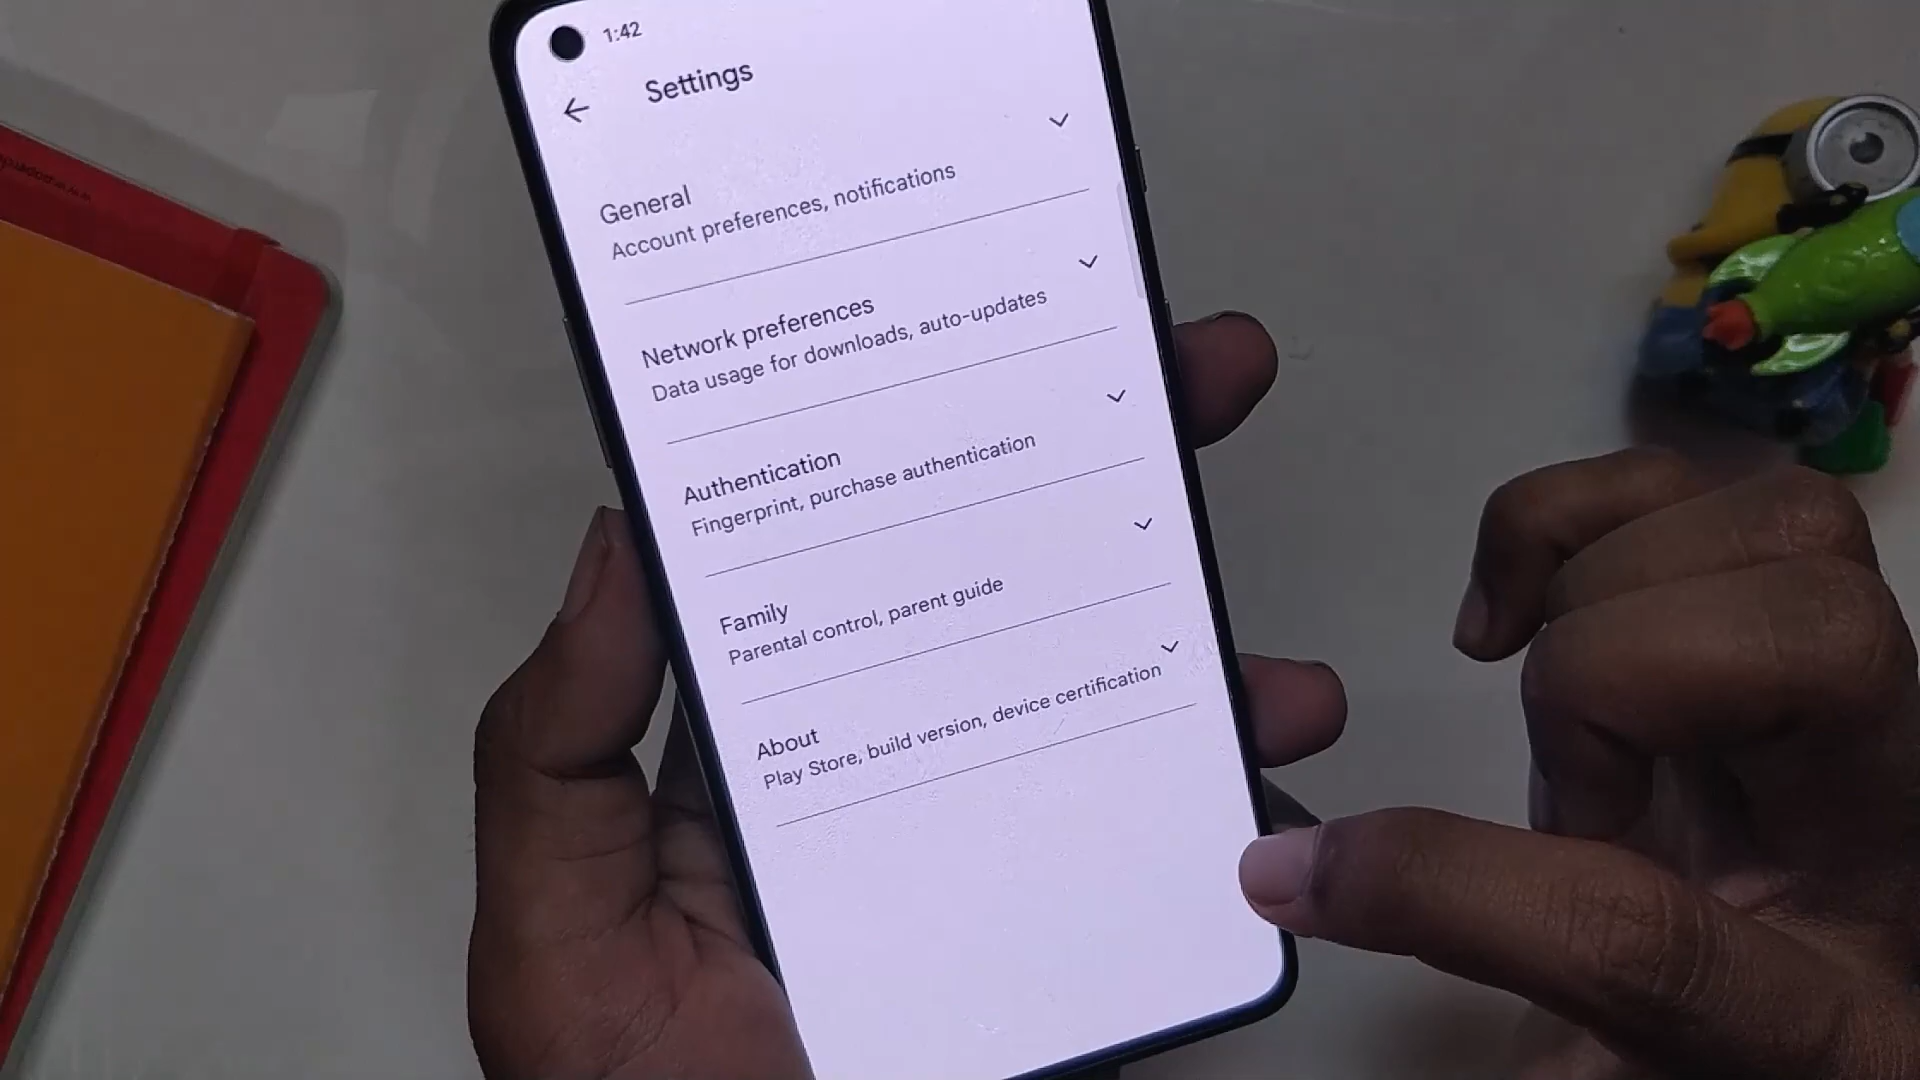 1:42
Settings
General
Account preferences, notifications
Network preferences
Data usage for downloads, auto-updates
Authentication
Fingerprint, purchase authentication
Family
Parental control, parent guide
About
Play Store, build version, device certification